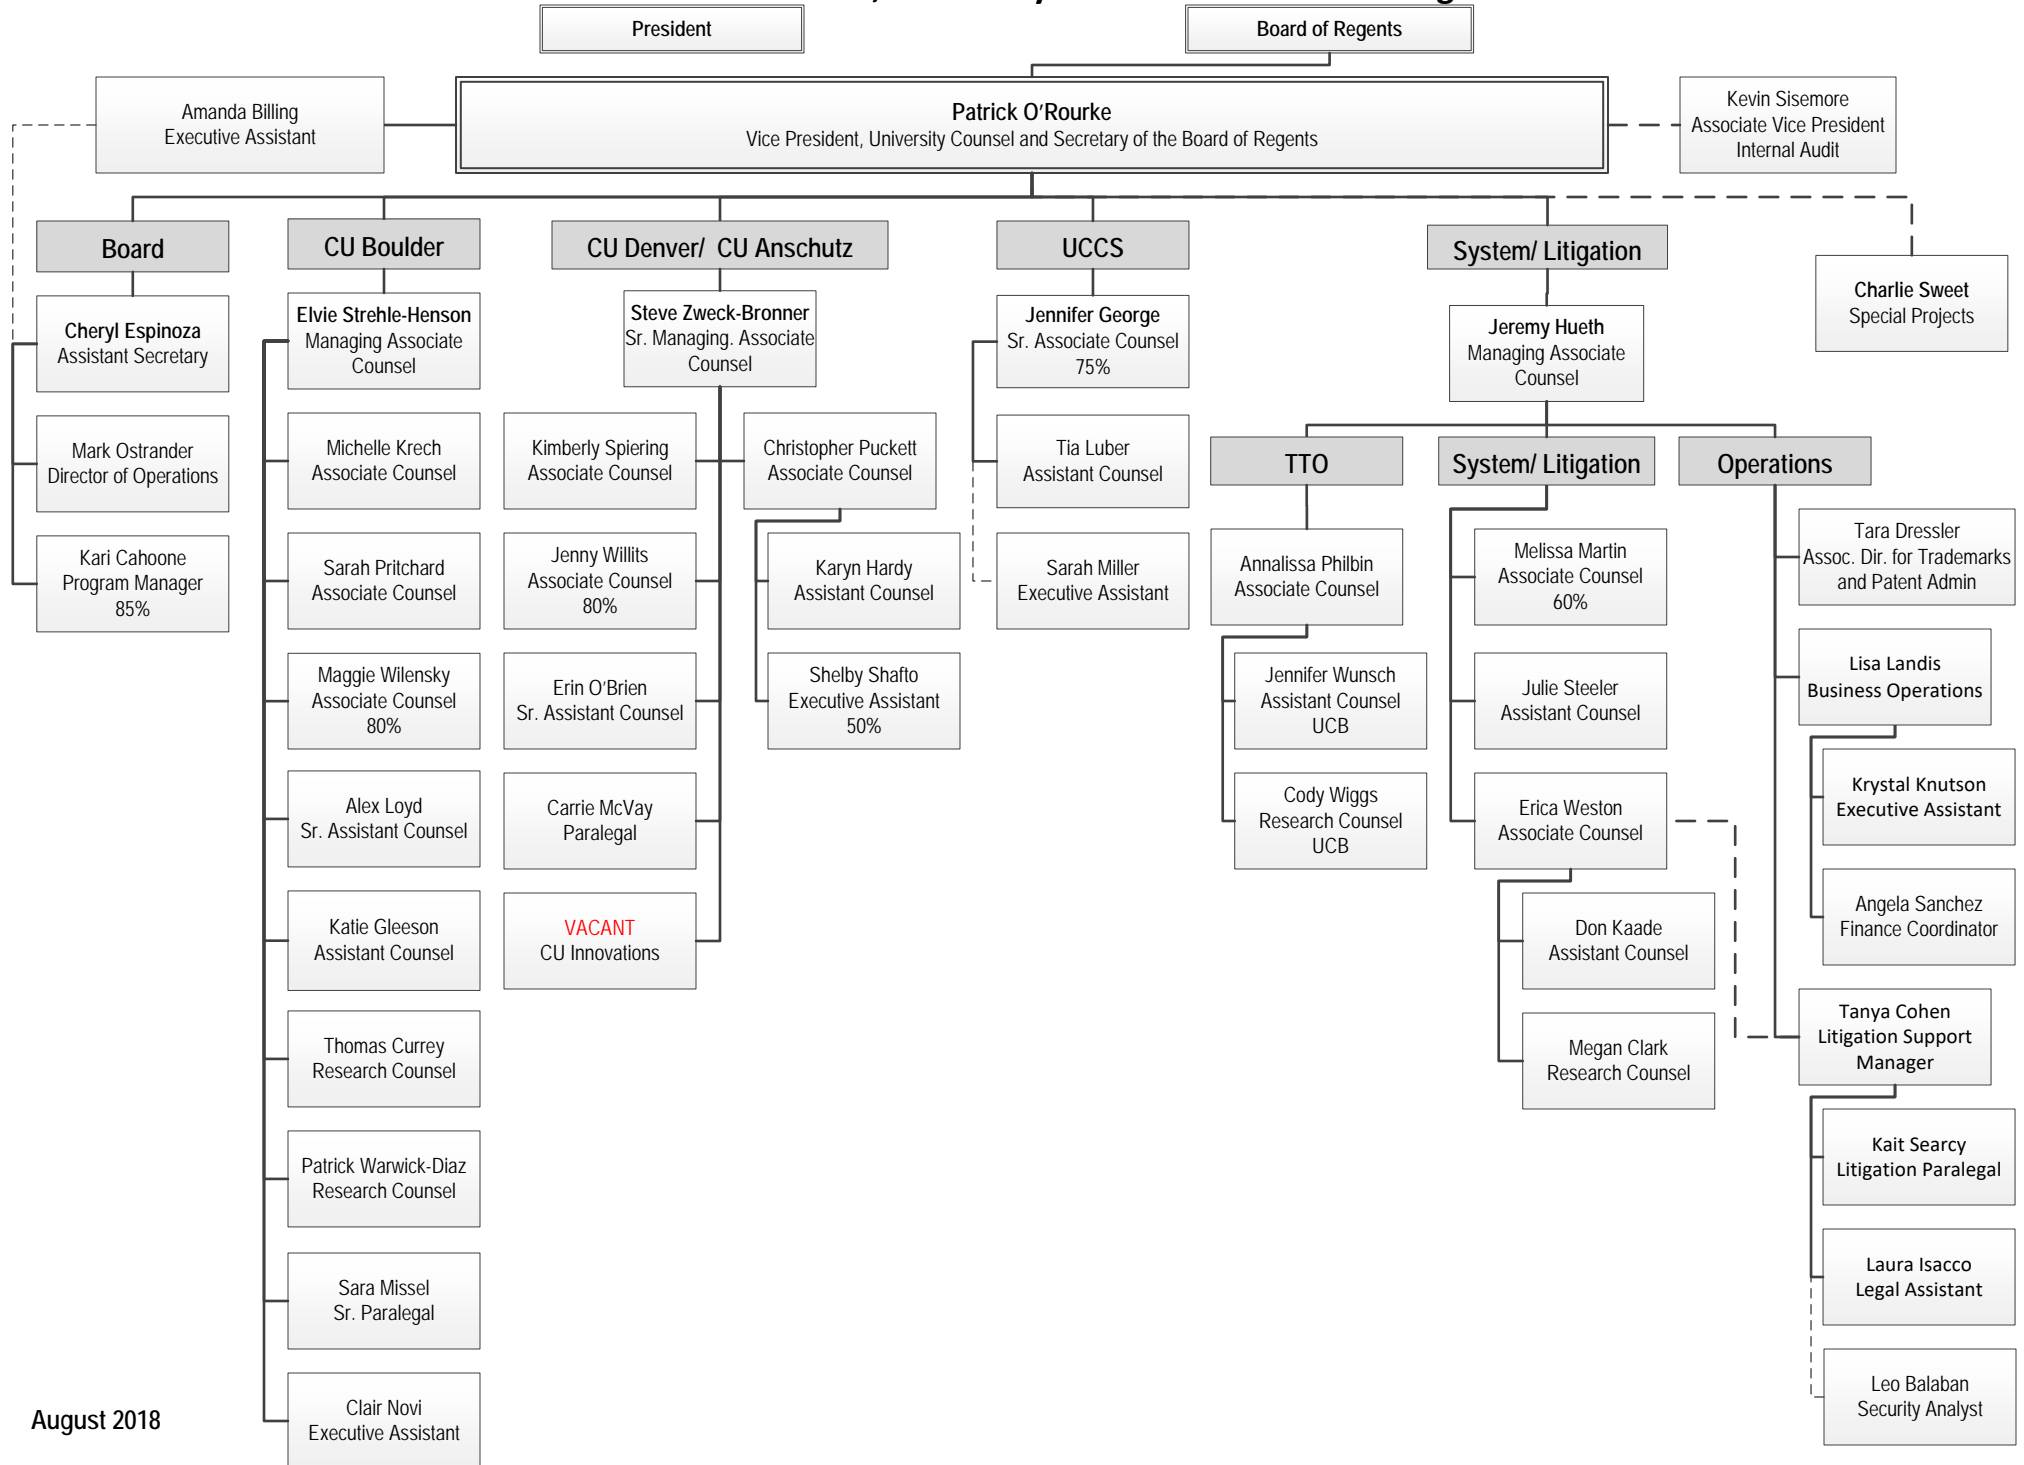 President
Board of Regents
Amanda Billing
Executive Assistant
Patrick O'Rourke
Vice President, University Counsel and Secretary of the Board of Regents
Kevin Sisemore
Associate Vice President
Internal Audit
Board
CU Boulder
CU Denver/ CU Anschutz
UCCS
System/ Litigation
Charlie Sweet
Special Projects
Cheryl Espinoza
Assistant Secretary
Mark Ostrander
Director of Operations
Kari Cahoone
Program Manager
85%
Elvie Strehle-Henson
Managing Associate
Counsel
Michelle Krech
Associate Counsel
Sarah Pritchard
Associate Counsel
Maggie Wilensky
Associate Counsel
80%
Alex Loyd
Sr. Assistant Counsel
Katie Gleeson
Assistant Counsel
Thomas Currey
Research Counsel
Patrick Warwick-Diaz
Research Counsel
Sara Missel
Sr. Paralegal
Clair Novi
Executive Assistant
Steve Zweck-Bronner
Sr. Managing. Associate
Counsel
Kimberly Spiering
Associate Counsel
Jenny Willits
Associate Counsel
80%
Erin O'Brien
Sr. Assistant Counsel
Carrie McVay
Paralegal
VACANT
CU Innovations
Christopher Puckett
Associate Counsel
Karyn Hardy
Assistant Counsel
Shelby Shafto
Executive Assistant
50%
Jennifer George
Sr. Associate Counsel
75%
Tia Luber
Assistant Counsel
Sarah Miller
Executive Assistant
Jeremy Hueth
Managing Associate
Counsel
TTO
System/ Litigation
Operations
Annalissa Philbin
Associate Counsel
Jennifer Wunsch
Assistant Counsel
UCB
Cody Wiggs
Research Counsel
UCB
Melissa Martin
Associate Counsel
60%
Julie Steeler
Assistant Counsel
Erica Weston
Associate Counsel
Don Kaade
Assistant Counsel
Megan Clark
Research Counsel
Tara Dressler
Assoc. Dir. for Trademarks
and Patent Admin
Lisa Landis
Business Operations
Krystal Knutson
Executive Assistant
Angela Sanchez
Finance Coordinator
Tanya Cohen
Litigation Support
Manager
Kait Searcy
Litigation Paralegal
Laura Isacco
Legal Assistant
Leo Balaban
Security Analyst
August 2018